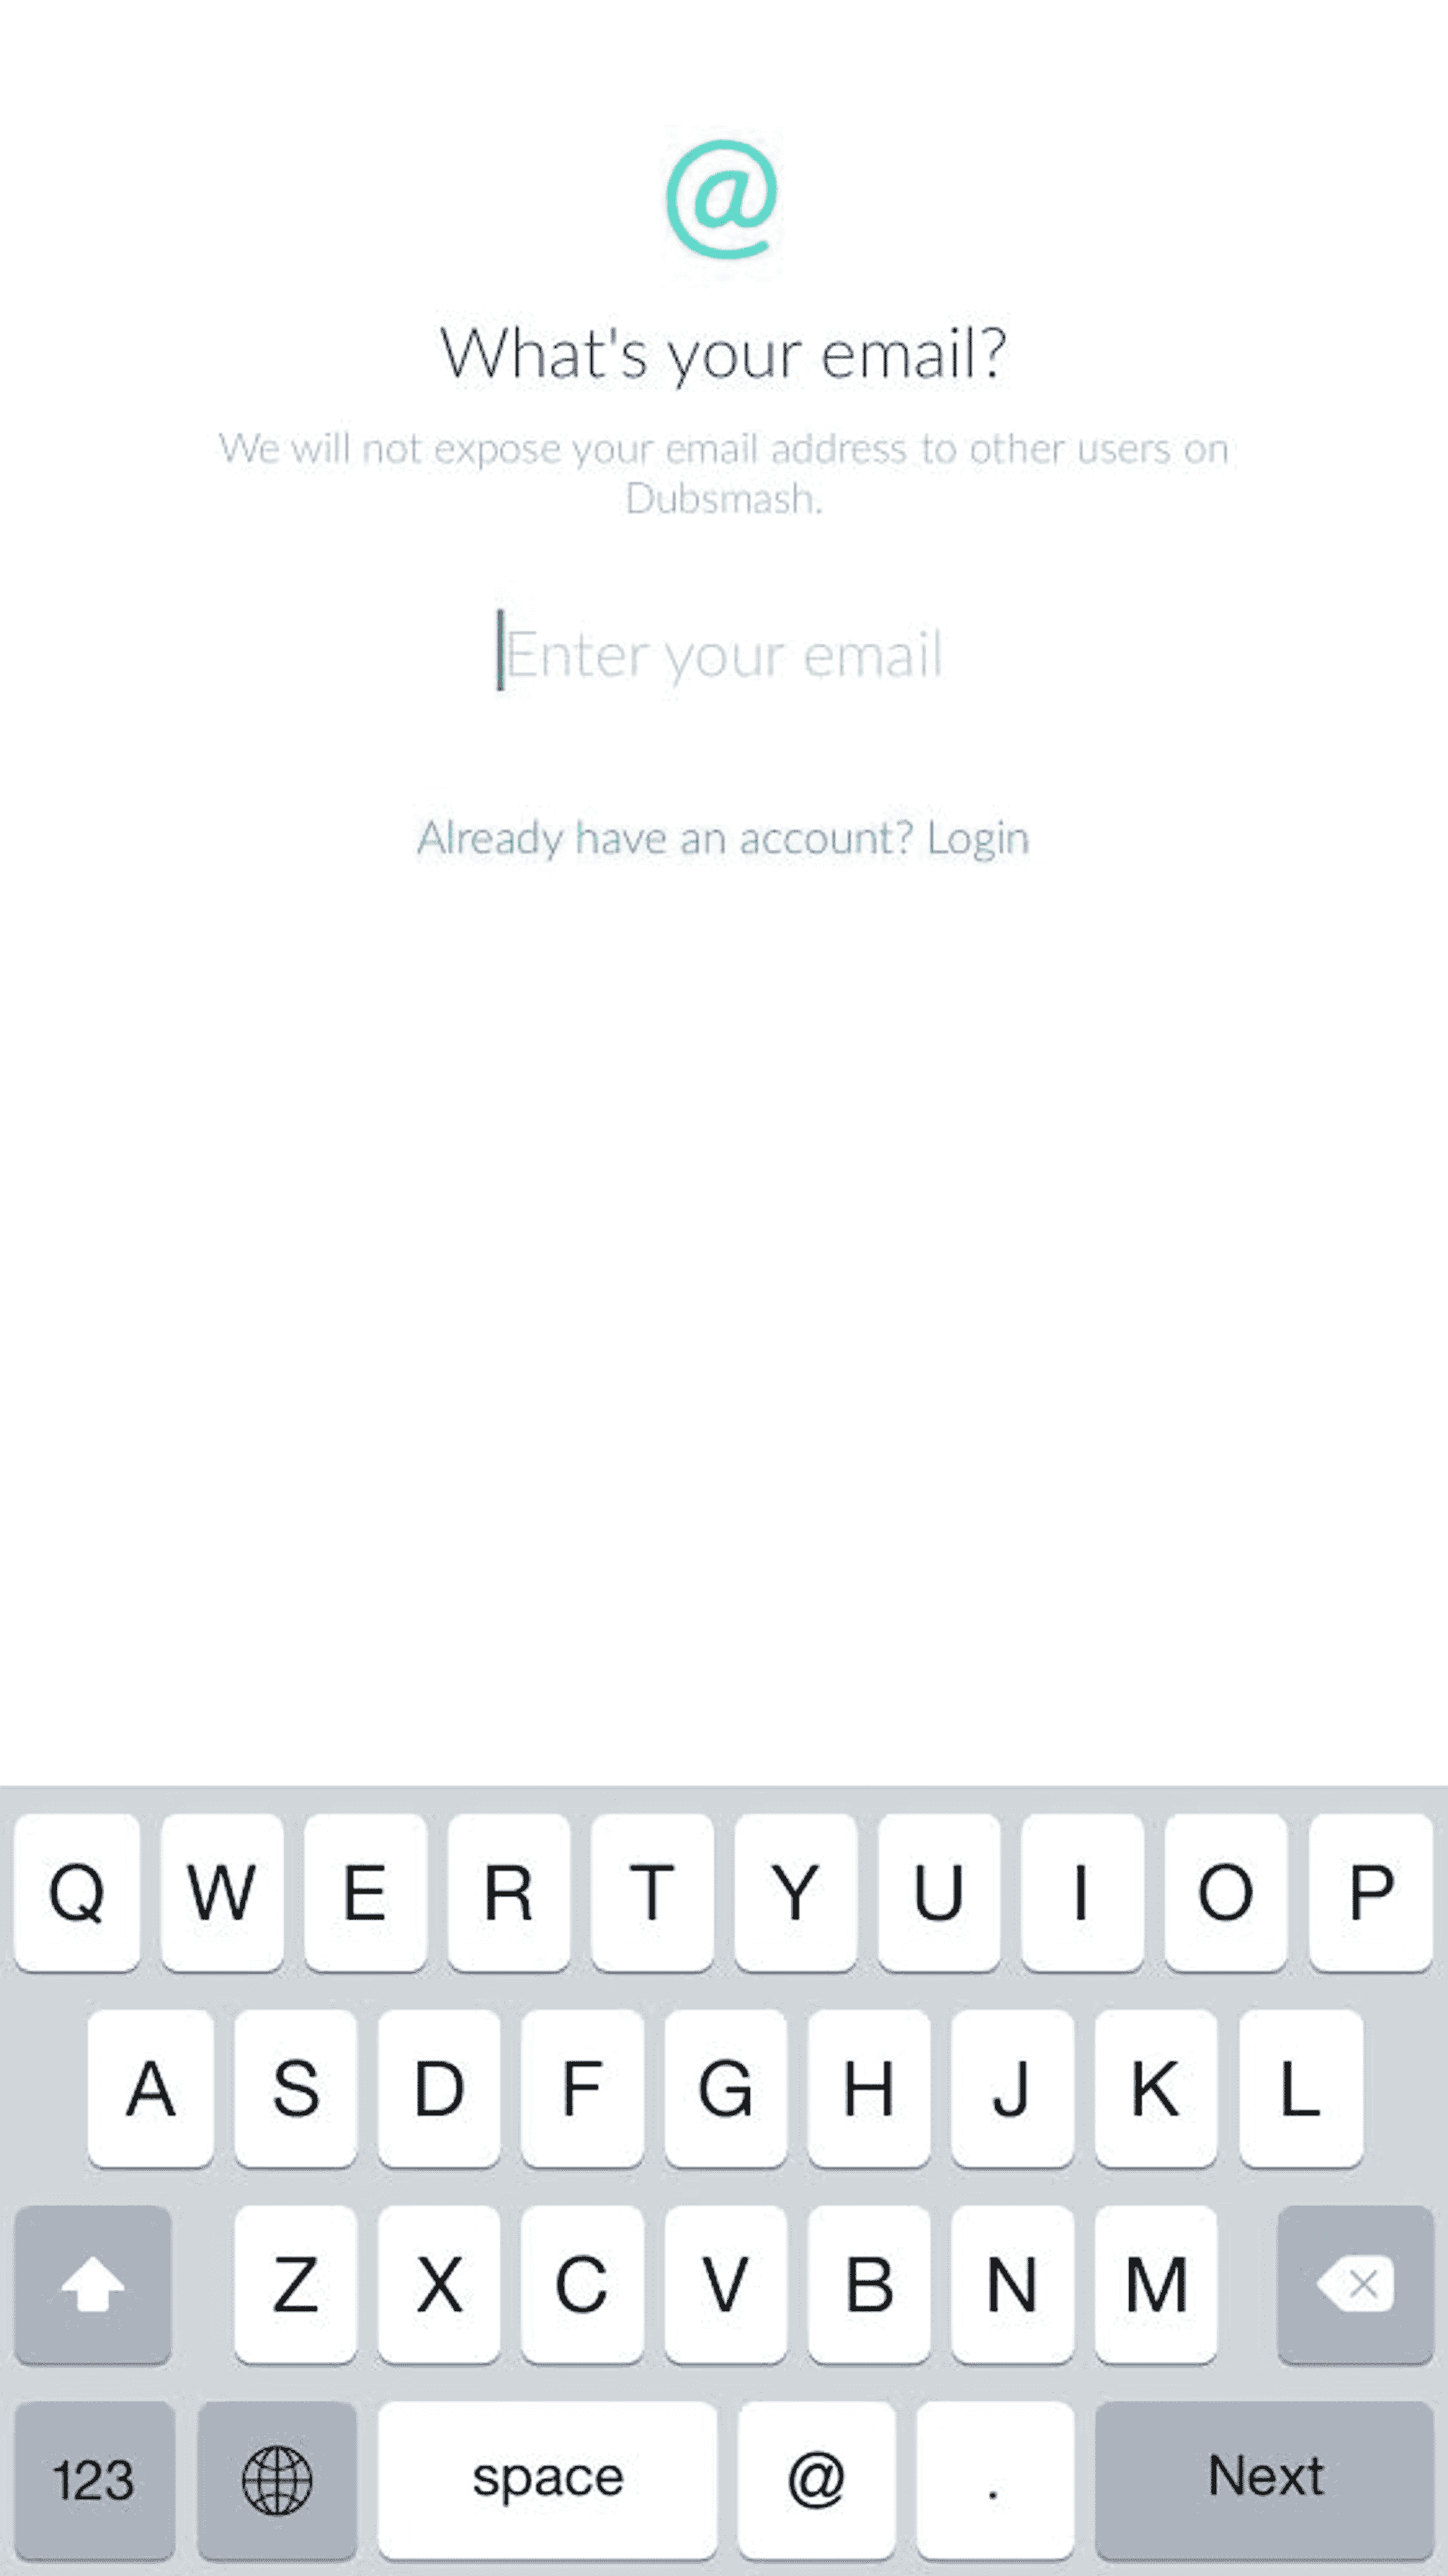 @
What's your email?
We will not expose your email address to other users on
Dubsmash.
Enter your email
Already have an account? Login
Q W E R T Y U I O P
A S D F G H J K L
Z X C V B N M
123 space @ . Next